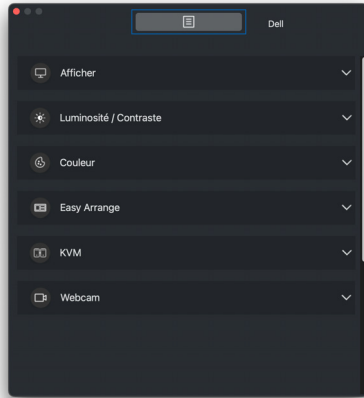 Dell
Afficher
Luminosité / Contraste
Couleur
Easy Arrange
KVM
Webcam